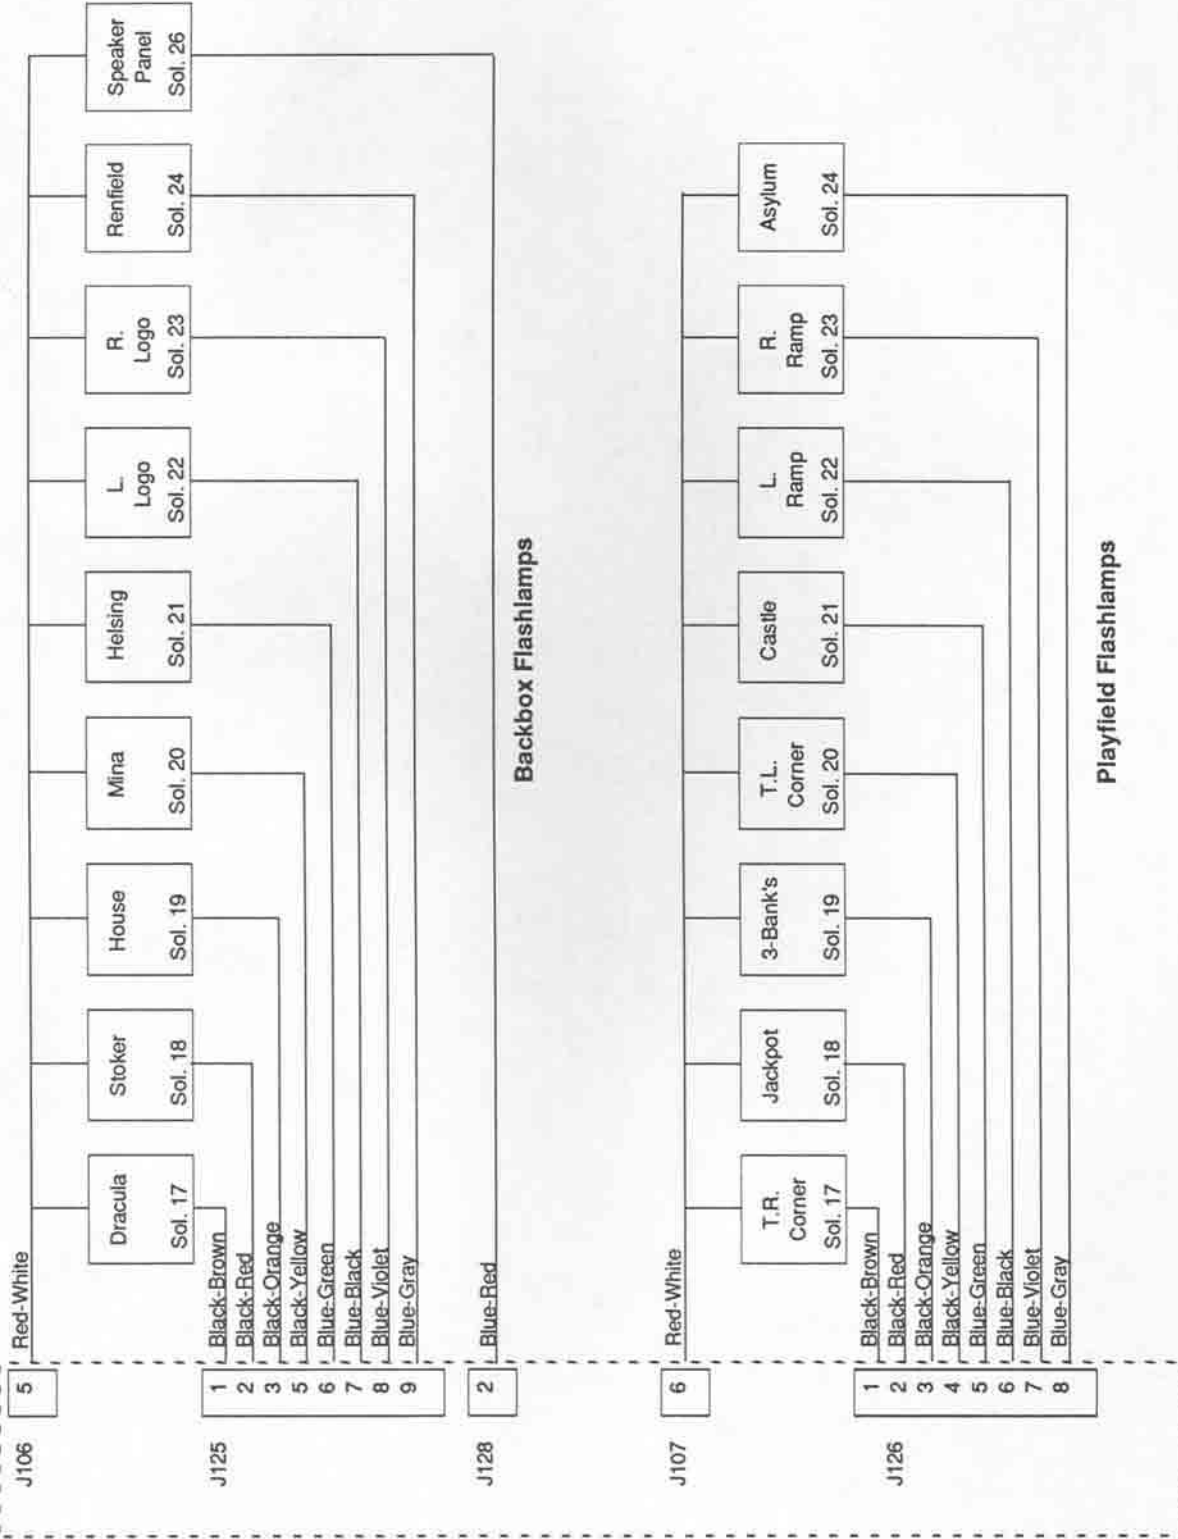 J106
5
Red-White
Dracula
Sol. 17
Stoker
Sol. 18
House
Sol. 19
Mina
Sol. 20
Helsing
Sol. 21
L.
Logo
Sol. 22
R.
Logo
Sol. 23
Renfield
Sol. 24
Speaker
Panel
Sol. 26
J125
1 Black-Brown
2 Black-Red
3 Black-Orange
5 Black-Yellow
6 Blue-Green
7 Blue-Black
8 Blue-Violet
9 Blue-Gray
J128
2
Blue-Red
Backbox Flashlamps
J107
6
Red-White
T.R.
Corner
Sol. 17
Jackpot
Sol. 18
3-Bank's
Sol. 19
T.L.
Corner
Sol. 20
Castle
Sol. 21
L.
Ramp
Sol. 22
R.
Ramp
Sol. 23
Asylum
Sol. 24
J126
1 Black-Brown
2 Black-Red
3 Black-Orange
4 Black-Yellow
5 Blue-Green
6 Blue-Black
7 Blue-Violet
8 Blue-Gray
Playfield Flashlamps